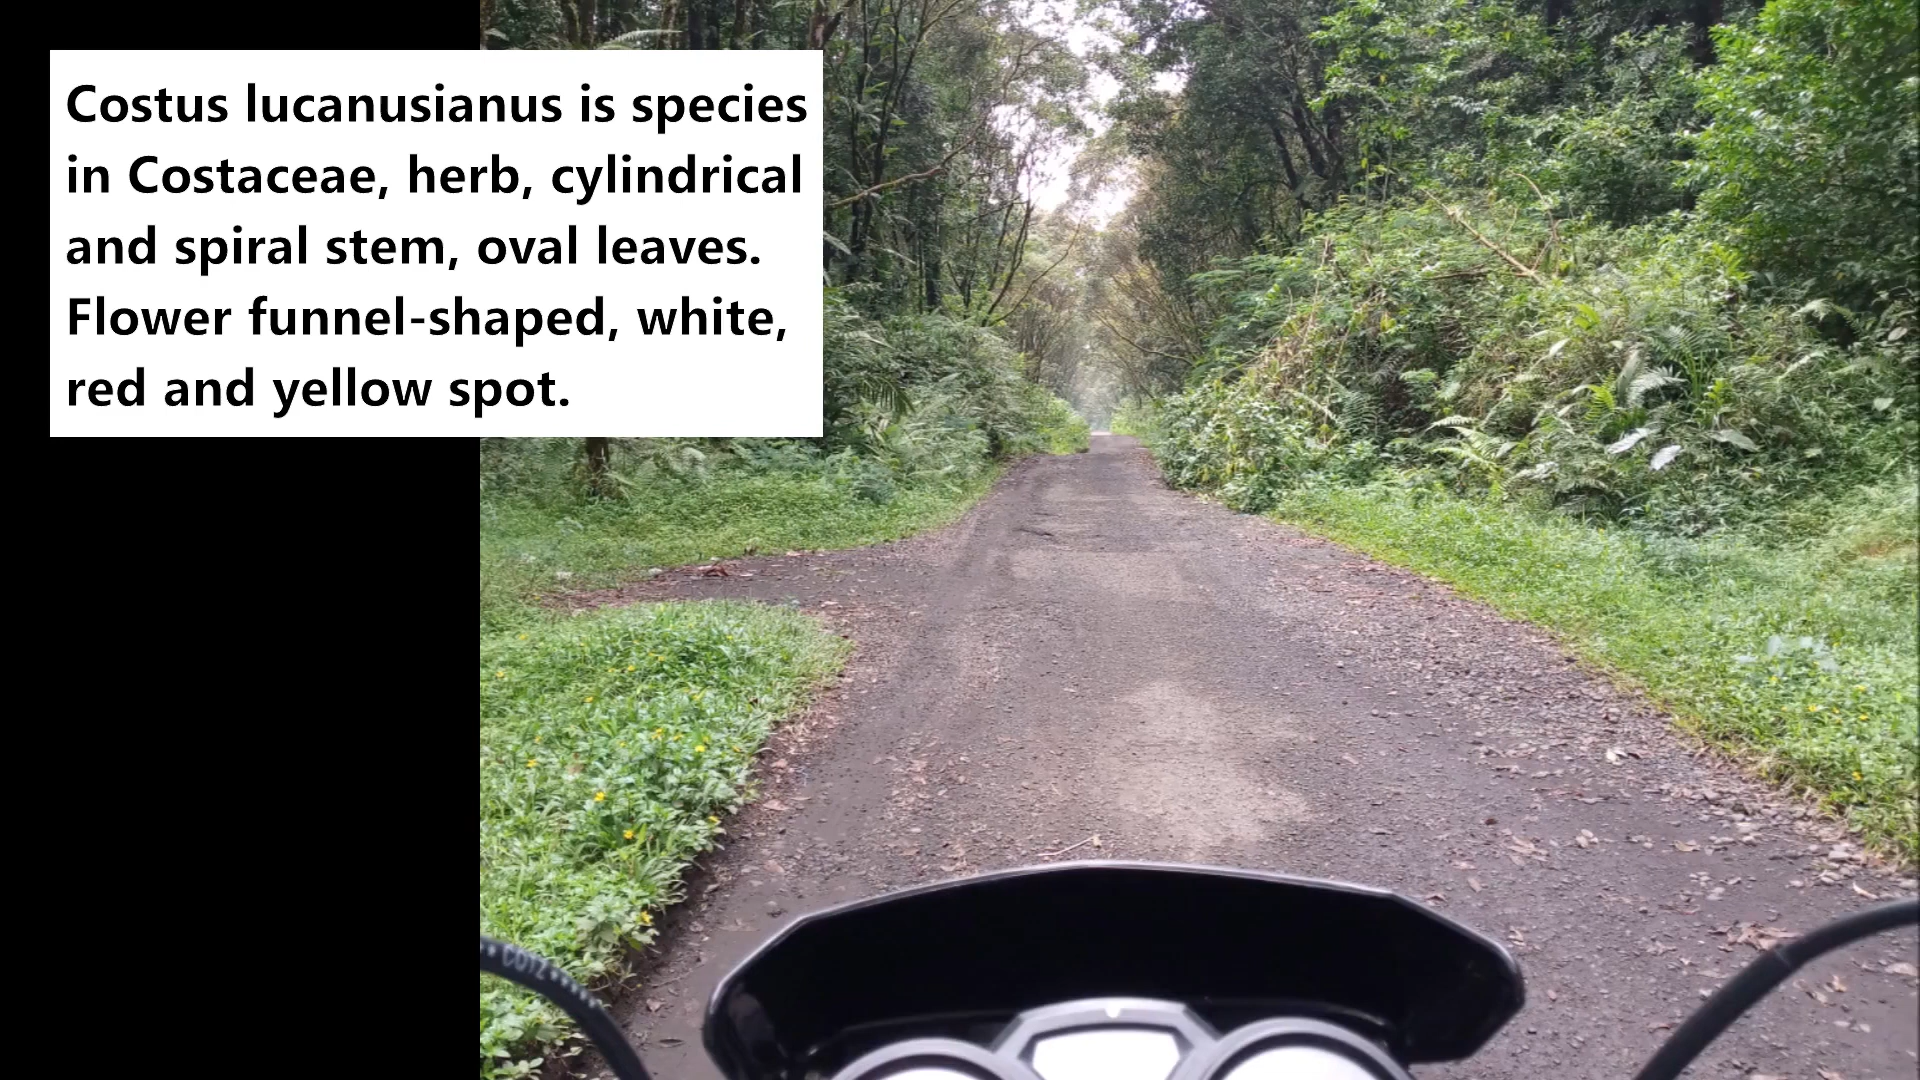 Costus lucanusianus is species
in Costaceae, herb, cylindrical
and spiral stem, oval leaves.
Flower funnel-shaped, white,
red and yellow spot.